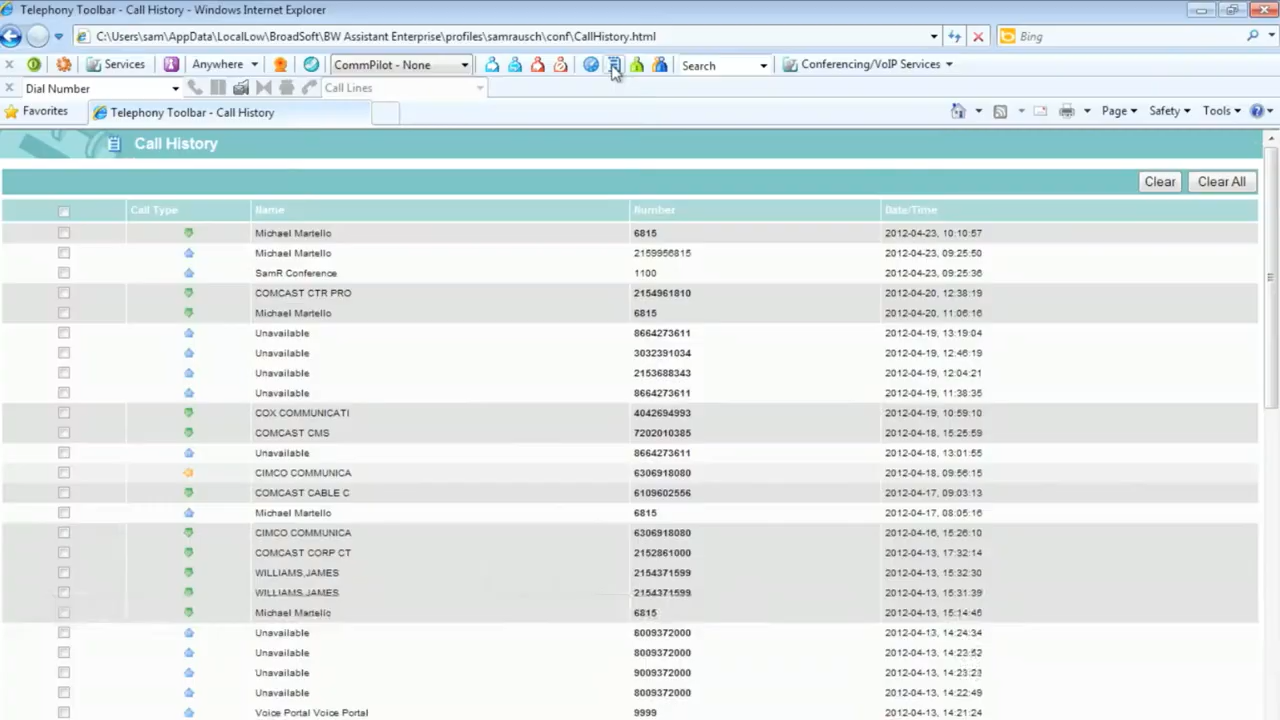 Telephony Toolbar - Call History - Windows Internet Explorer
C:\Users\sam\AppData\LocalLow\BroadSoft\BW Assistant Enterprise\profiles\samrausch\conf\CallHistory.html
Bing
Services Anywhere CommPilot - None Search Conferencing/VoIP Services
Dial Number Call Lines
Favorites Telephony Toolbar - Call History Page Safety Tools
Call History
Clear Clear All
Call Type Name Number Date/Time
Michael Martello 6815 2012-04-23, 10:10:57
Michael Martello 2159956815 2012-04-23, 09:25:50
SamR Conference 1100 2012-04-23, 09:25:36
COMCAST CTR PRO 2154961810 2012-04-20, 12:38:19
Michael Martello 6815 2012-04-20, 11:06:16
Unavailable 8664273611 2012-04-19, 13:19:04
Unavailable 3032391034 2012-04-19, 12:46:19
Unavailable 2153688343 2012-04-19, 12:04:21
Unavailable 8664273611 2012-04-19, 11:38:35
COX COMMUNICATI 4042694993 2012-04-19, 10:59:10
COMCAST CMS 7202010385 2012-04-18, 15:25:59
Unavailable 8664273611 2012-04-18, 13:01:55
CIMCO COMMUNICA 6306918080 2012-04-18, 09:56:15
COMCAST CABLE C 6109602556 2012-04-17, 09:03:13
Michael Martello 6815 2012-04-17, 08:05:16
CIMCO COMMUNICA 6306918080 2012-04-16, 15:26:10
COMCAST CORP CT 2152861000 2012-04-13, 17:32:14
WILLIAMS,JAMES 2154371599 2012-04-13, 15:32:30
WILLIAMS,JAMES 2154371599 2012-04-13, 15:31:39
Michael Martello 6815 2012-04-13, 15:14:45
Unavailable 8009372000 2012-04-13, 14:24:34
Unavailable 8009372000 2012-04-13, 14:23:52
Unavailable 9009372000 2012-04-13, 14:23:23
Unavailable 8009372000 2012-04-13, 14:22:49
Voice Portal Voice Portal 9999 2012-04-13, 14:21:24